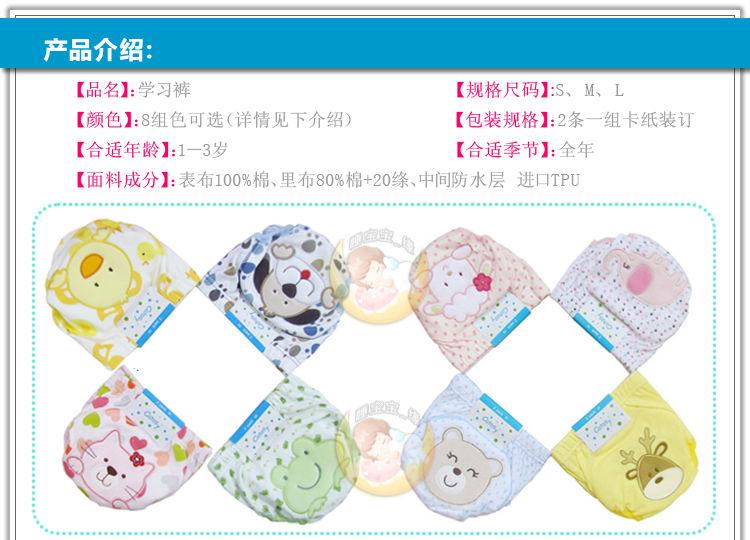 产品介绍:
【品名】:学习裤
【规格尺码】:S、M、L
【颜色】:8组色可选(详情见下介绍)
【包装规格】:2条一组卡纸装订
【合适年龄】:1—3岁
【合适季节】:全年
【面料成分】:表布100%棉、里布80%棉+20绦、中间防水层 进口TPU